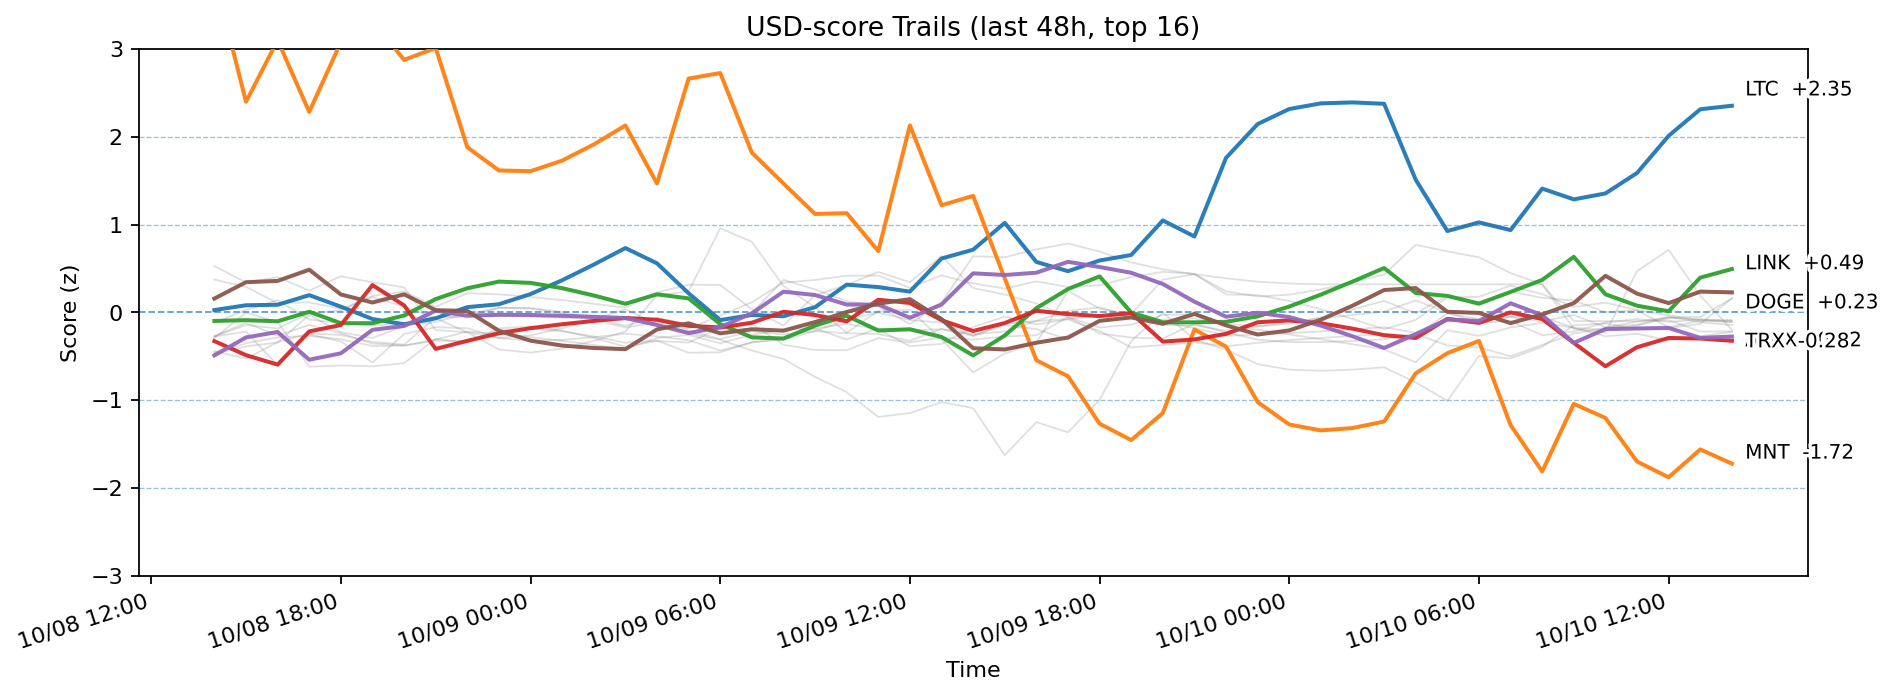 USD-score Trails (last 48h, top 16)
Score (z)
3
2
1
0
−1
−2
−3
LTC +2.35
LINK +0.49
DOGE +0.23
TRX
MNT -1.72
10/08 12:00
10/08 18:00
10/09 00:00
10/09 06:00
10/09 12:00
10/09 18:00
10/10 00:00
10/10 06:00
10/10 12:00
Time